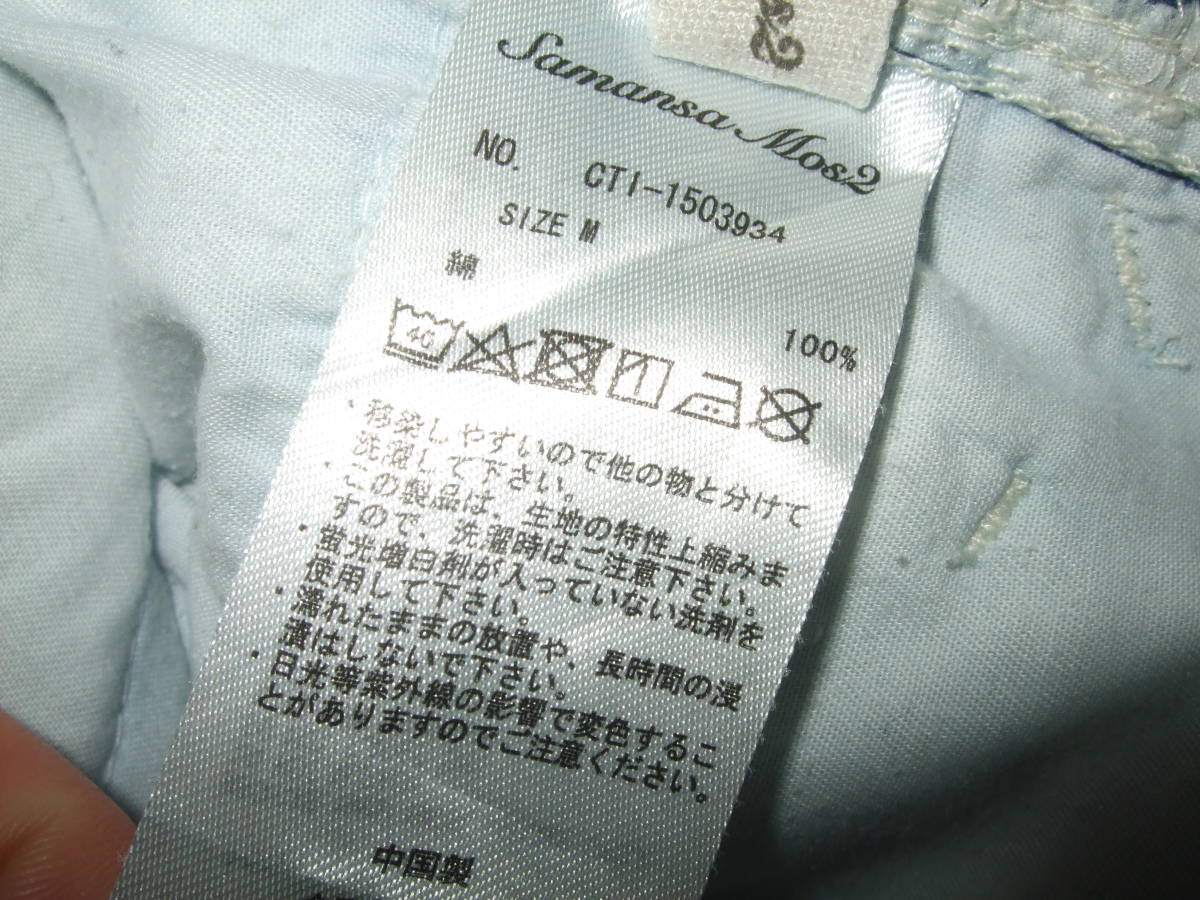 s2
Samansa Mos2
NO. CTI-1503934
SIZE M
綿 100%
40
・移染しやすいので他の物と分けて
洗濯して下さい。
・この製品は、生地の特性上縮みま
すので、洗濯時はご注意下さい。
・蛍光増白剤が入っていない洗剤を
使用して下さい。
・濡れたままの放置や、長時間の浸
漬はしないで下さい。
・日光等紫外線の影響で変色するこ
とがありますのでご注意ください。
中国製